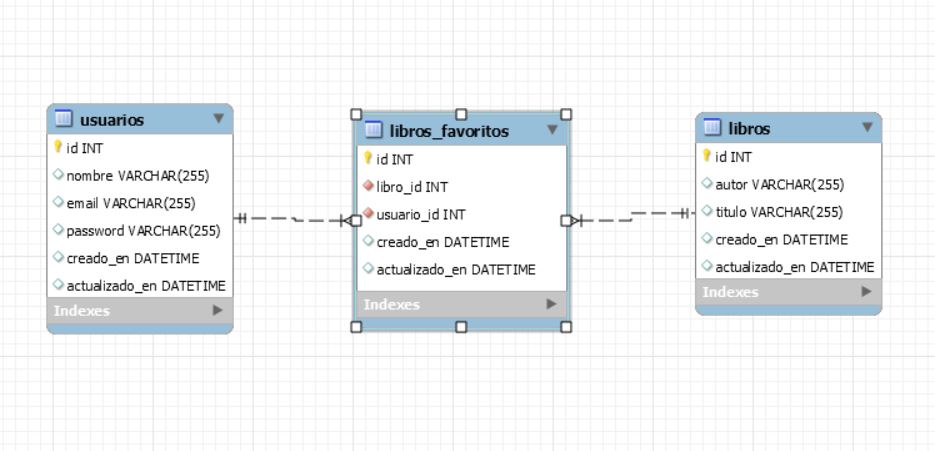 usuarios
id INT
nombre VARCHAR(255)
email VARCHAR(255)
password VARCHAR(255)
creado_en DATETIME
actualizado_en DATETIME
Indexes
libros_favoritos
id INT
libro_id INT
usuario_id INT
creado_en DATETIME
actualizado_en DATETIME
Indexes
libros
id INT
autor VARCHAR(255)
titulo VARCHAR(255)
creado_en DATETIME
actualizado_en DATETIME
Indexes